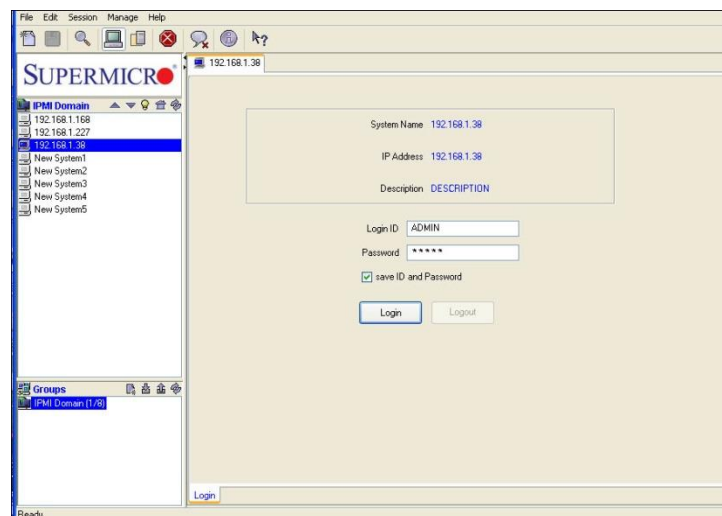 File Edit Session Manage Help
SUPERMICRO
192.168.1.38
IPMI Domain
192.168.1.168
192.168.1.227
192.168.1.38
New System1
New System2
New System3
New System4
New System5
System Name 192.168.1.38
IP Address 192.168.1.38
Description DESCRIPTION
Login ID ADMIN
Password *****
save ID and Password
Login Logout
Groups
IPMI Domain (1/8)
Login
Ready